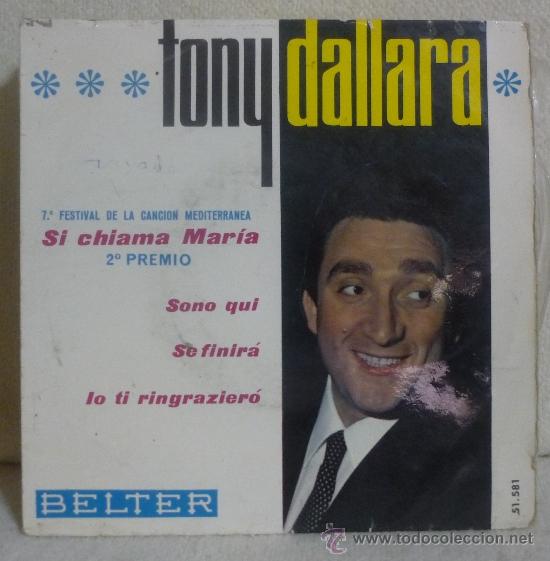 tony dallara
7.º FESTIVAL DE LA CANCION MEDITERRANEA
Si chiama María
2º PREMIO
Sono qui
Se finirá
Io ti ringrazieró
BELTER
51.581
todocoleccion
www.todocoleccion.net